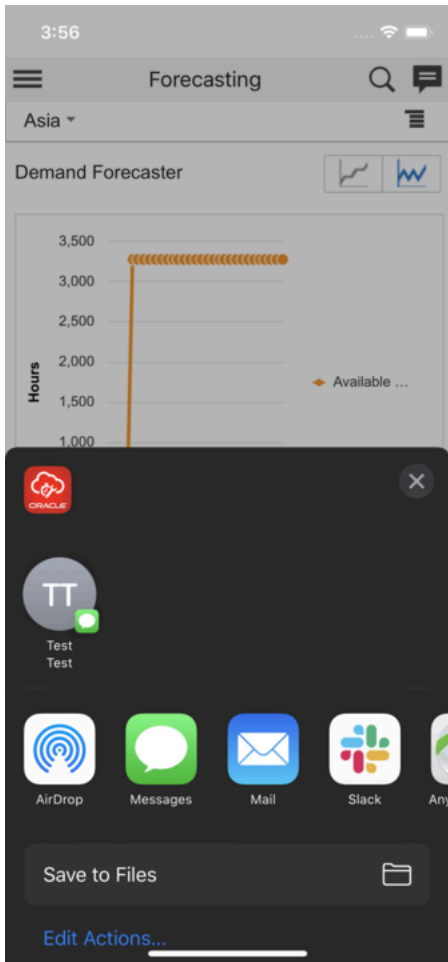 3:56
Forecasting
Asia
Demand Forecaster
3,500
3,000
2,500
2,000
1,500
1,000
Hours
Available ...
ORACLE
TT
Test
Test
AirDrop
Messages
Mail
Slack
Any
Save to Files
Edit Actions...